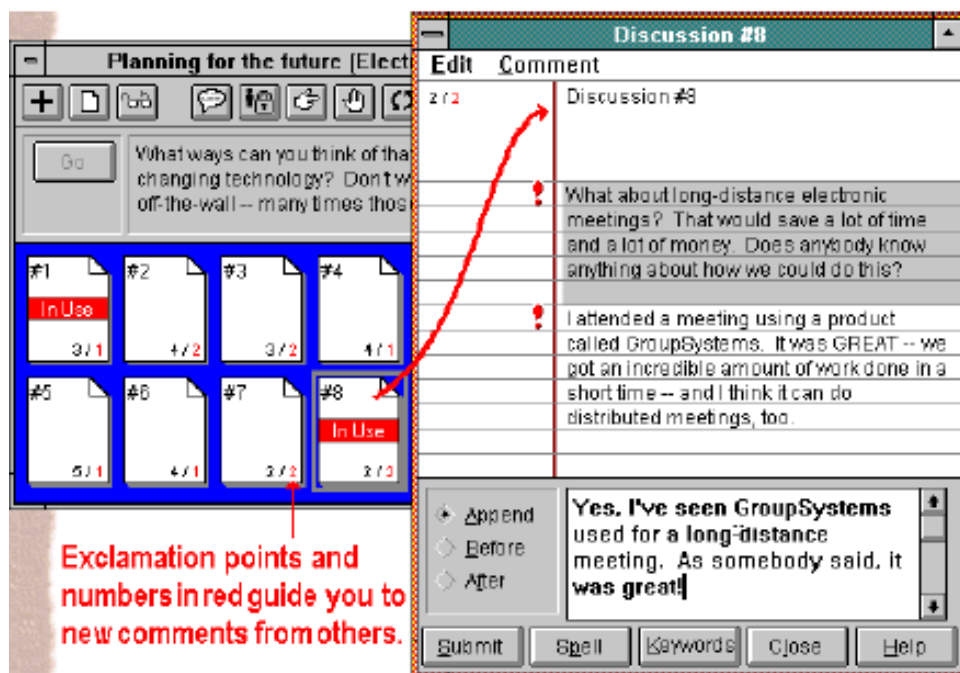 Planning for the future [Elect
Go
What ways can you think of tha
changing technology? Don't w
off-the-wall -- many times thos
#1
In Use
3 / 1
#2
4 / 2
#3
3 / 2
#4
4 / 1
#5
5 / 1
#6
4 / 1
#7
3 / 2
#8
In Use
2 / 2
Exclamation points and
numbers in red guide you to
new comments from others.
Discussion #8
Edit Comment
2 / 2
Discussion #8
! What about long-distance electronic
meetings? That would save a lot of time
and a lot of money. Does anybody know
anything about how we could do this?
! I attended a meeting using a product
called GroupSystems. It was GREAT -- we
got an incredible amount of work done in a
short time -- and I think it can do
distributed meetings, too.
Append
Before
After
Yes, I've seen GroupSystems
used for a long-distance
meeting. As somebody said, it
was great!
Submit Spell Keywords Close Help